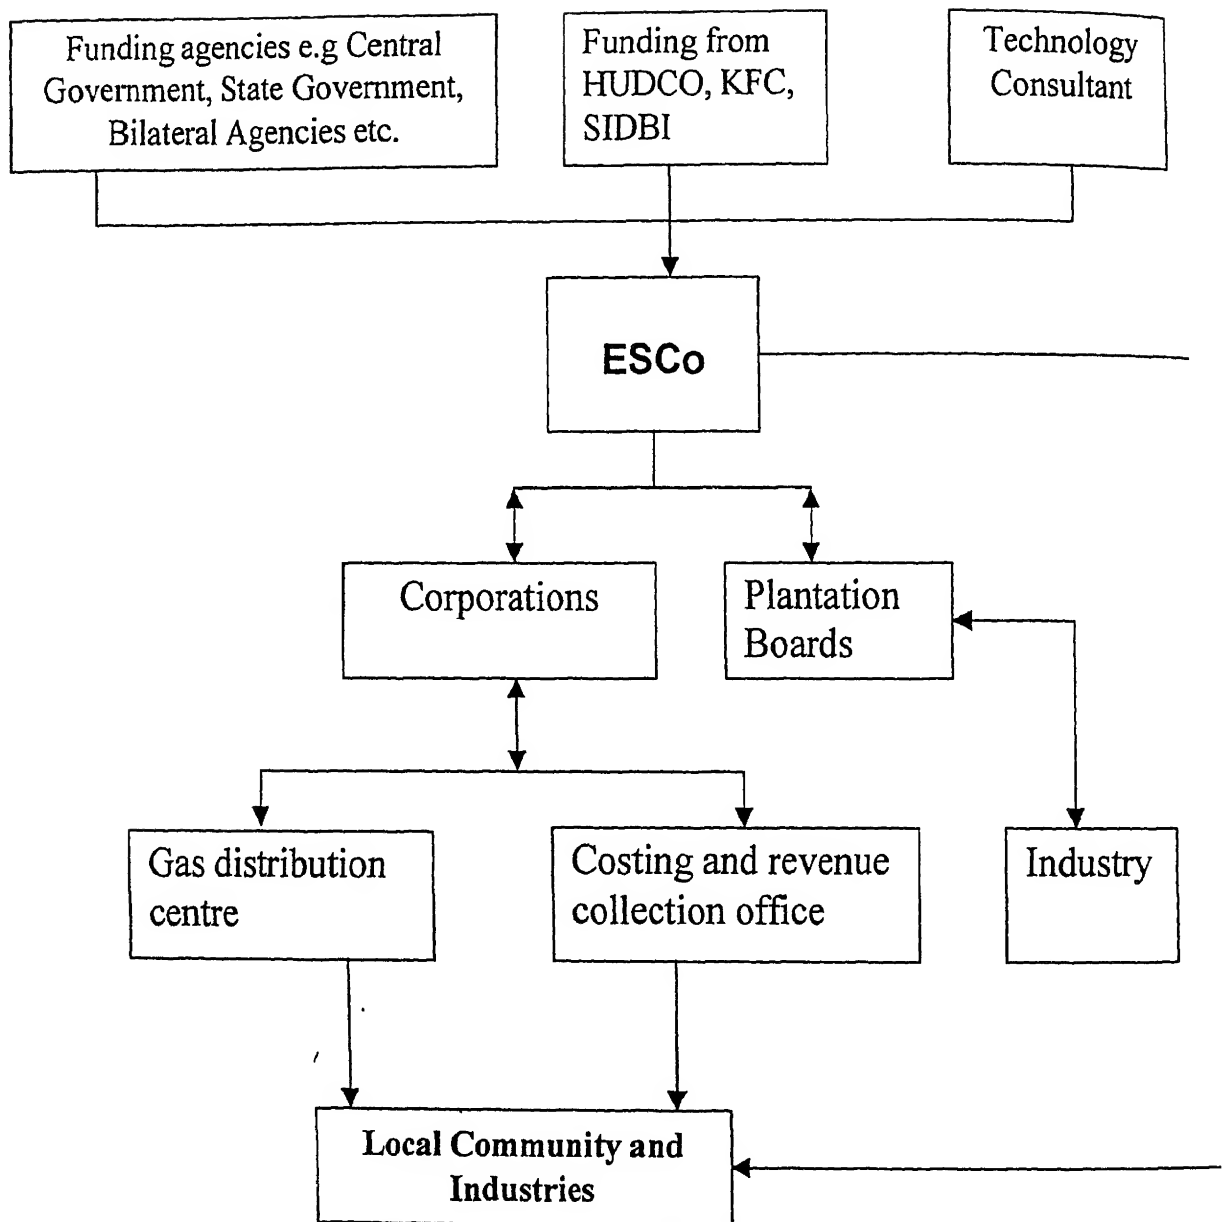 Funding agencies e.g Central
Government, State Government,
Bilateral Agencies etc.
Funding from
HUDCO, KFC,
SIDBI
Technology
Consultant
ESCo
Corporations
Plantation
Boards
Gas distribution
centre
Costing and revenue
collection office
Industry
Local Community and
Industries